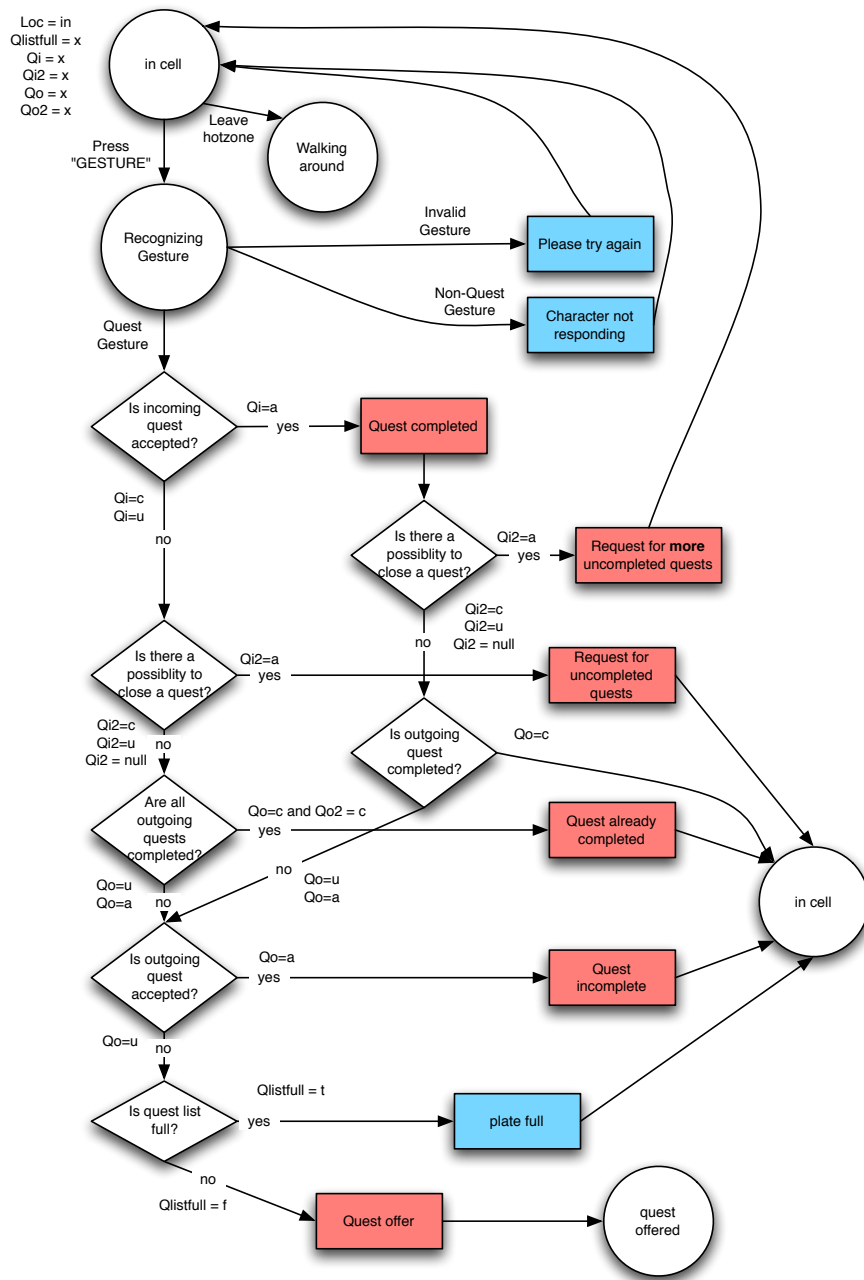 Loc = in
Qlistfull = x
Qi = x
Qi2 = x
Qo = x
Qo2 = x
in cell
Leave
hotzone
Press
"GESTURE"
Walking
around
Recognizing
Gesture
Invalid
Gesture
Please try again
Non-Quest
Gesture
Character not
responding
Quest
Gesture
Is incoming
quest
accepted?
Qi=a
yes
Quest completed
Qi=c
Qi=u
no
Is there a
possiblity to
close a quest?
Qi2=a
yes
Request for more
uncompleted quests
Qi2=c
Qi2=u
Qi2 = null
no
Is there a
possiblity to
close a quest?
Qi2=a
yes
Request for
uncompleted
quests
Qi2=c
Qi2=u
Qi2 = null
no
Is outgoing
quest
completed?
Qo=c
Are all
outgoing
quests
completed?
Qo=c and Qo2 = c
yes
Quest already
completed
no
Qo=u
Qo=a
Qo=u
Qo=a
no
in cell
Is outgoing
quest
accepted?
Qo=a
yes
Quest
incomplete
Qo=u
no
Is quest list
full?
Qlistfull = t
yes
plate full
no
Qlistfull = f
Quest offer
quest
offered